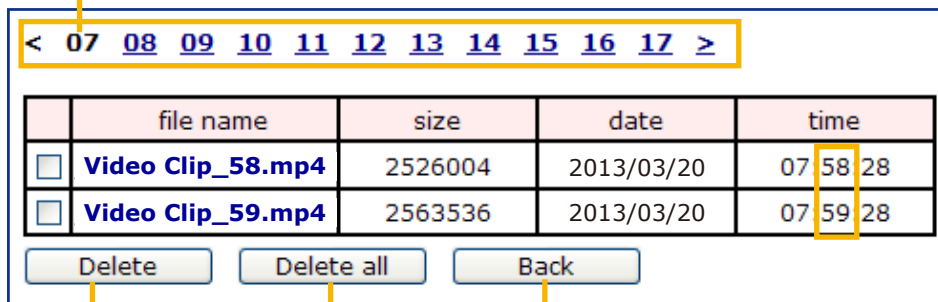 < 07 08 09 10 11 12 13 14 15 16 17 >
file name size date time
Video Clip_58.mp4 2526004 2013/03/20 07:58:28
Video Clip_59.mp4 2563536 2013/03/20 07:59:28
Delete Delete all Back